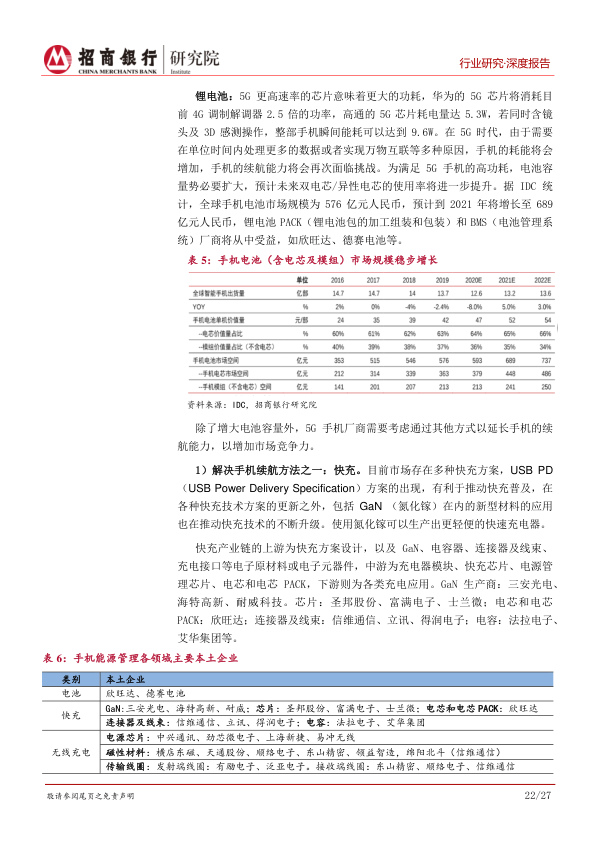 招商银行
CHINA MERCHANTS BANK
研究院
Institute
行业研究·深度报告
锂电池：5G 更高速率的芯片意味着更大的功耗，华为的 5G 芯片将消耗目
前 4G 调制解调器 2.5 倍的功率，高通的 5G 芯片耗电量达 5.3W，若同时含镜
头及 3D 感测操作，整部手机瞬间能耗可以达到 9.6W。在 5G 时代，由于需要
在单位时间内处理更多的数据或者实现万物互联等多种原因，手机的耗能将会
增加，手机的续航能力将会再次面临挑战。为满足 5G 手机的高功耗，电池容
量势必要扩大，预计未来双电芯/异性电芯的使用率将进一步提升。据 IDC 统
计，全球手机电池市场规模为 576 亿元人民币，预计到 2021 年将增长至 689
亿元人民币，锂电池 PACK（锂电池包的加工组装和包装）和 BMS（电池管理系
统）厂商将从中受益，如欣旺达、德赛电池等。
表 5：手机电池（含电芯及模组）市场规模稳步增长
单位 2016 2017 2018 2019 2020E 2021E 2022E
全球智能手机出货量 亿部 14.7 14.7 14 13.7 12.6 13.2 13.6
YOY % 2% 0% -4% -2.4% -8.0% 5.0% 3.0%
手机电池单机价值量 元/部 24 35 39 42 47 52 54
--电芯价值量占比 % 60% 61% 62% 63% 64% 65% 66%
--模组价值量占比（不含电芯） % 40% 39% 38% 37% 36% 35% 34%
手机电池市场空间 亿元 353 515 546 576 593 689 737
--手机电芯市场空间 亿元 212 314 339 363 379 448 486
--手机模组（不含电芯）空间 亿元 141 201 207 213 213 241 250
资料来源：IDC，招商银行研究院
除了增大电池容量外，5G 手机厂商需要考虑通过其他方式以延长手机的续
航能力，以增加市场竞争力。
1）解决手机续航方法之一：快充。目前市场存在多种快充方案，USB PD
（USB Power Delivery Specification）方案的出现，有利于推动快充普及，在
各种快充技术方案的更新之外，包括 GaN （氮化镓）在内的新型材料的应用
也在推动快充技术的不断升级。使用氮化镓可以生产出更轻便的快速充电器。
快充产业链的上游为快充方案设计，以及 GaN、电容器、连接器及线束、
充电接口等电子原材料或电子元器件，中游为充电器模块、快充芯片、电源管
理芯片、电芯和电芯 PACK，下游则为各类充电应用。GaN 生产商：三安光电、
海特高新、耐威科技。芯片：圣邦股份、富满电子、士兰微；电芯和电芯
PACK：欣旺达；连接器及线束：信维通信、立讯、得润电子；电容：法拉电子、
艾华集团等。
表 6：手机能源管理各领域主要本土企业
类别 本土企业
电池 欣旺达、德赛电池
快充 GaN:三安光电、海特高新、耐威；芯片：圣邦股份、富满电子、士兰微；电芯和电芯 PACK：欣旺达
连接器及线束：信维通信、立讯、得润电子；电容：法拉电子、艾华集团
无线充电 电源芯片：中兴通讯、劲芯微电子、上海新捷、易冲无线
磁性材料：横店东磁、天通股份、顺络电子、东山精密、领益智造，绵阳北斗（信维通信）
传输线圈：发射端线圈：有励电子、泛亚电子。接收端线圈：东山精密、顺络电子、信维通信
敬请参阅尾页之免责声明
22/27